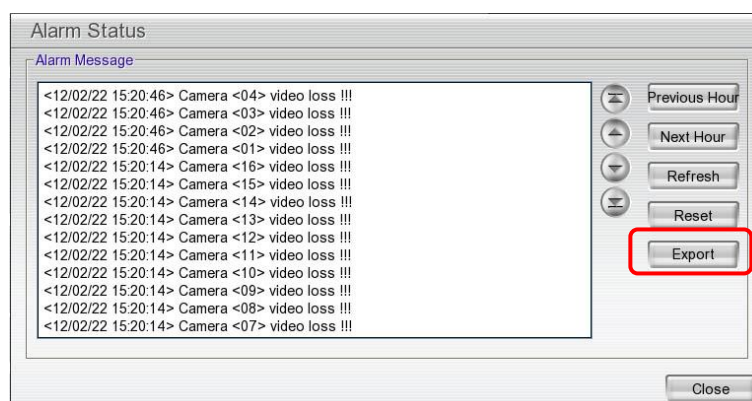 Alarm Status
Alarm Message
<12/02/22 15:20:46> Camera <04> video loss !!!
<12/02/22 15:20:46> Camera <03> video loss !!!
<12/02/22 15:20:46> Camera <02> video loss !!!
<12/02/22 15:20:46> Camera <01> video loss !!!
<12/02/22 15:20:14> Camera <16> video loss !!!
<12/02/22 15:20:14> Camera <15> video loss !!!
<12/02/22 15:20:14> Camera <14> video loss !!!
<12/02/22 15:20:14> Camera <13> video loss !!!
<12/02/22 15:20:14> Camera <12> video loss !!!
<12/02/22 15:20:14> Camera <11> video loss !!!
<12/02/22 15:20:14> Camera <10> video loss !!!
<12/02/22 15:20:14> Camera <09> video loss !!!
<12/02/22 15:20:14> Camera <08> video loss !!!
<12/02/22 15:20:14> Camera <07> video loss !!!
Previous Hour
Next Hour
Refresh
Reset
Export
Close